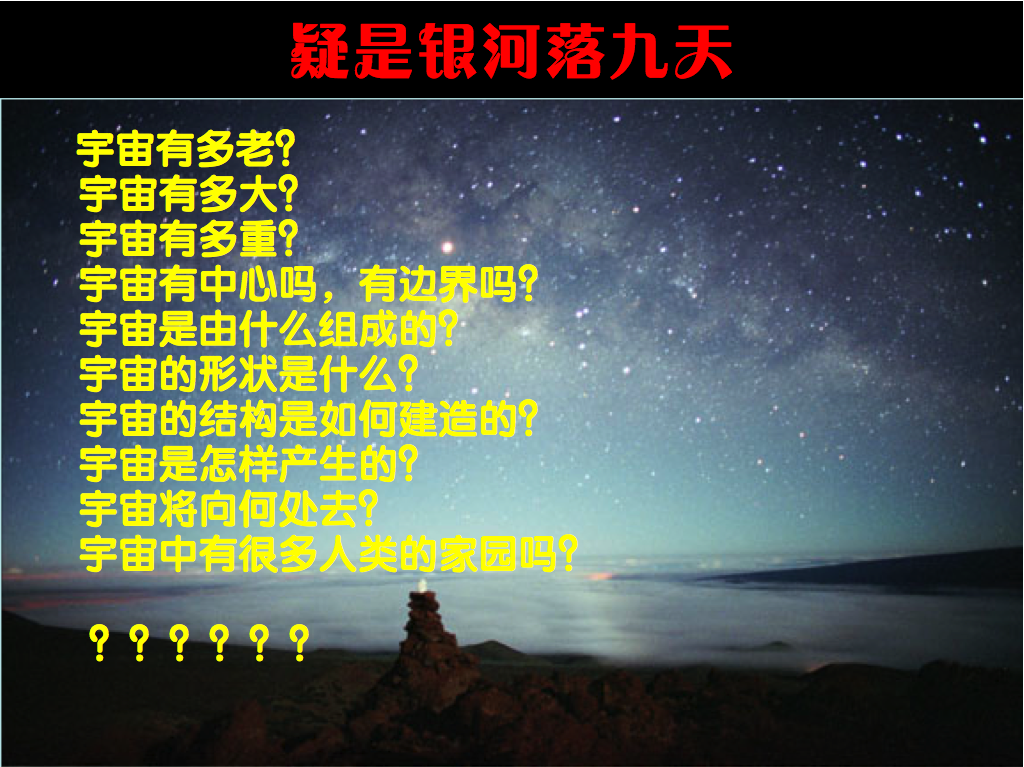 疑是银河落九天
宇宙有多老?
宇宙有多大?
宇宙有多重?
宇宙有中心吗，有边界吗?
宇宙是由什么组成的?
宇宙的形状是什么?
宇宙的结构是如何建造的?
宇宙是怎样产生的?
宇宙将向何处去?
宇宙中有很多人类的家园吗?
？？？？？？